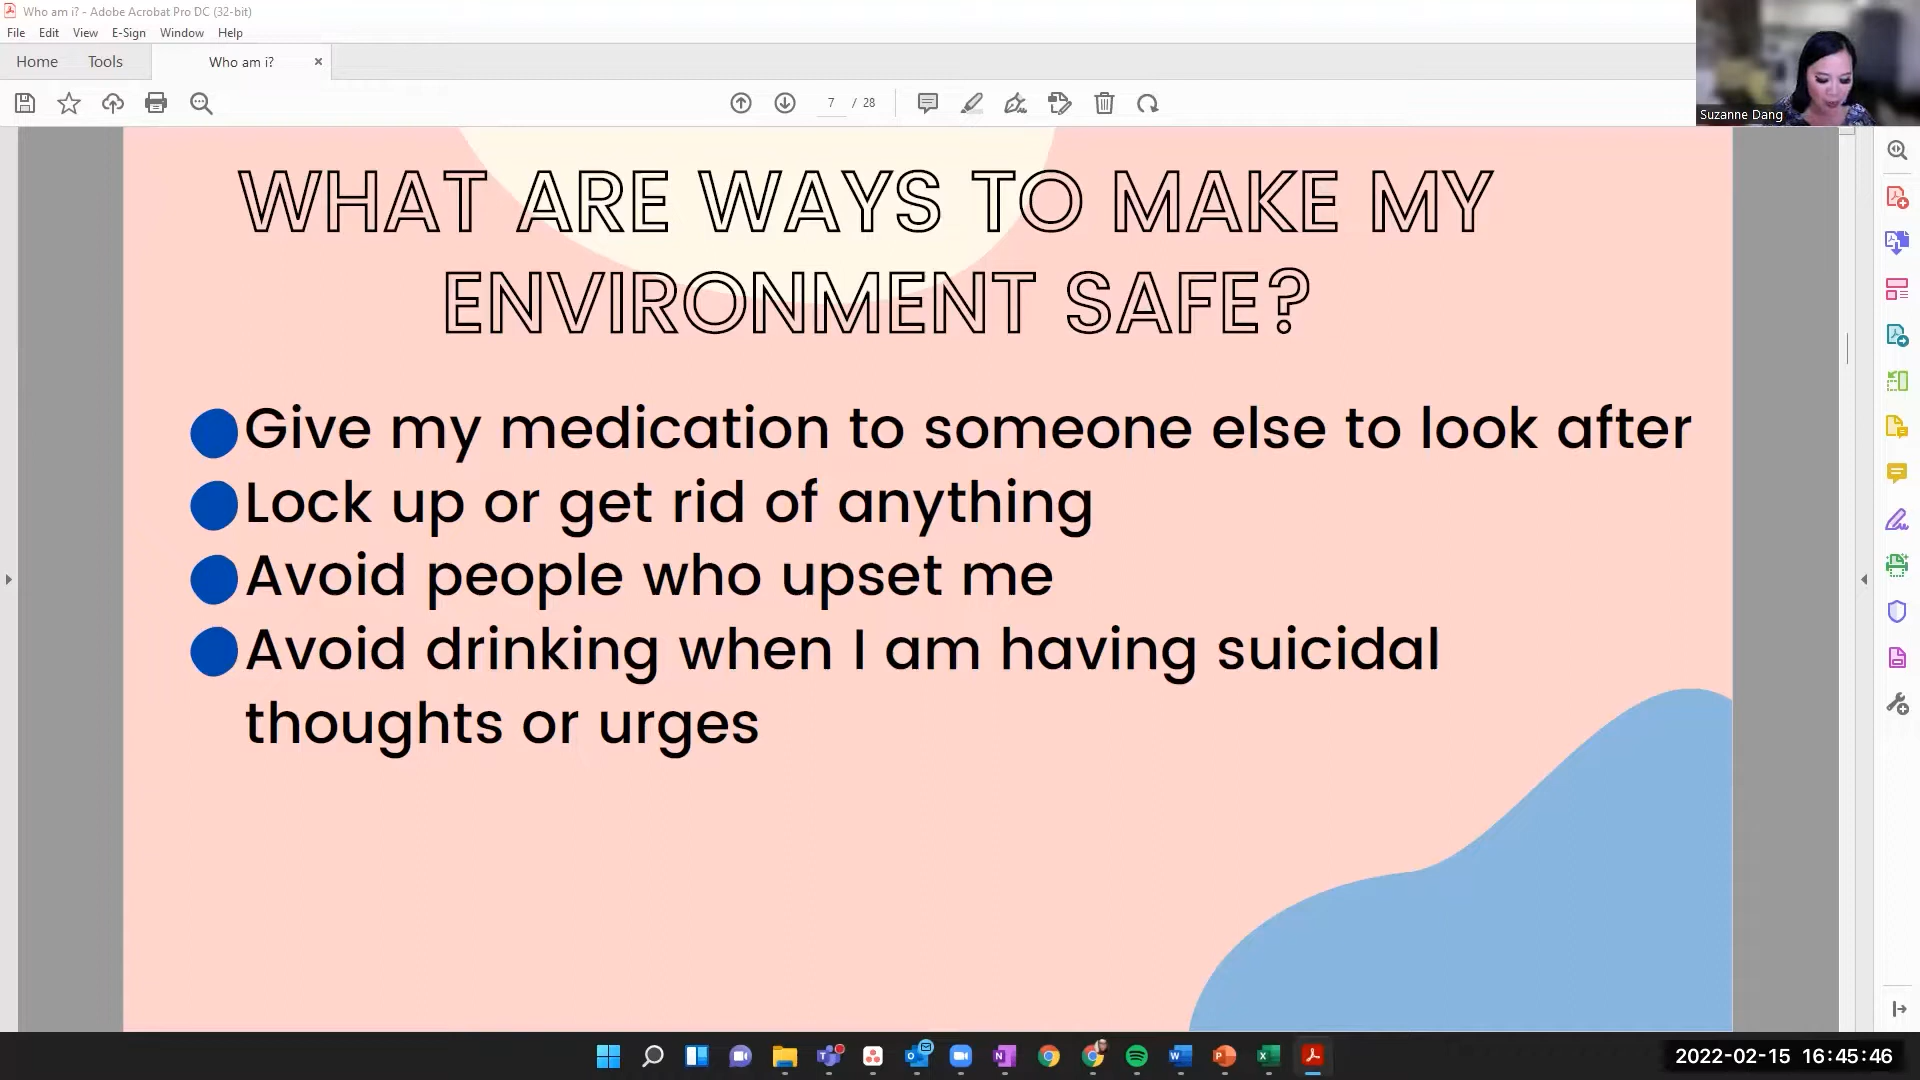 Who am i? - Adobe Acrobat Pro DC (32-bit)
File Edit View E-Sign Window Help
Home Tools Who am i? ×
7 / 28
Suzanne Dang
WHAT ARE WAYS TO MAKE MY
ENVIRONMENT SAFE?
Give my medication to someone else to look after
Lock up or get rid of anything
Avoid people who upset me
Avoid drinking when I am having suicidal
thoughts or urges
2022-02-15 16:45:46